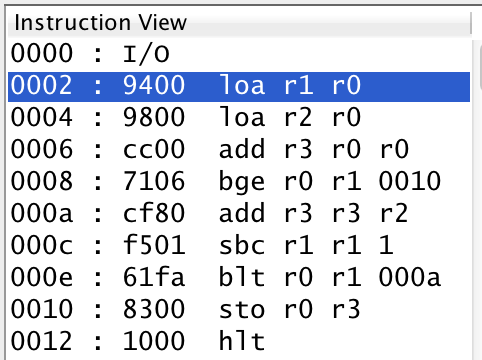 Instruction View
0000 : I/O
0002 : 9400 loa r1 r0
0004 : 9800 loa r2 r0
0006 : cc00 add r3 r0 r0
0008 : 7106 bge r0 r1 0010
000a : cf80 add r3 r3 r2
000c : f501 sbc r1 r1 1
000e : 61fa blt r0 r1 000a
0010 : 8300 sto r0 r3
0012 : 1000 hlt